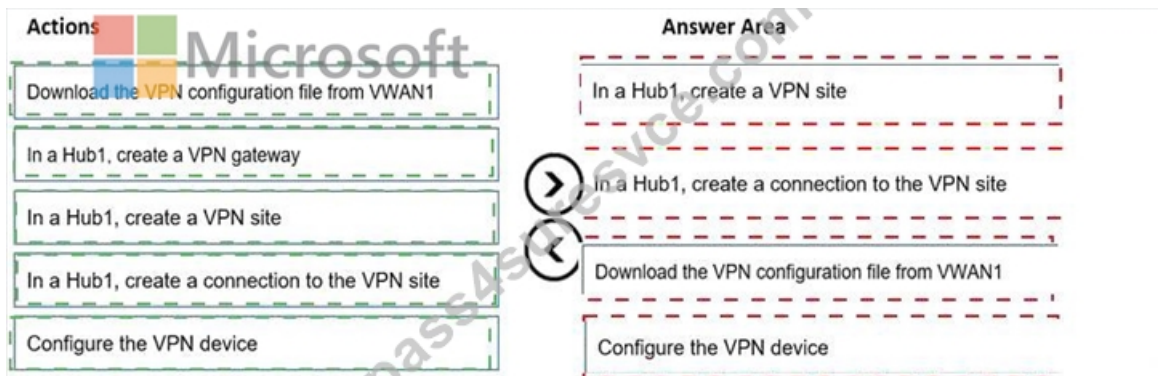 Actions
Answer Area
Microsoft
Download the VPN configuration file from VWAN1
In a Hub1, create a VPN gateway
In a Hub1, create a VPN site
In a Hub1, create a connection to the VPN site
Configure the VPN device
In a Hub1, create a VPN site
In a Hub1, create a connection to the VPN site
Download the VPN configuration file from VWAN1
Configure the VPN device
pass4suresvce.com